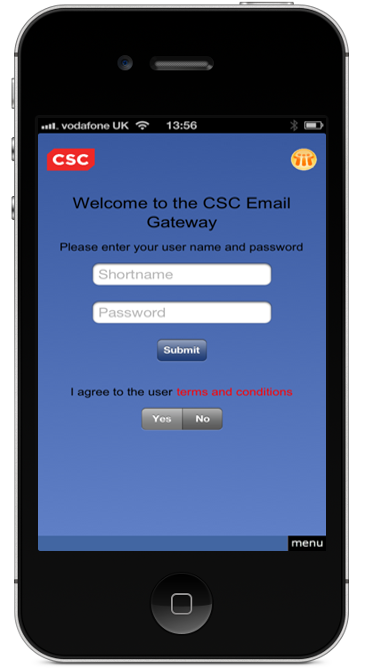 vodafone UK 13:56
CSC
Welcome to the CSC Email
Gateway
Please enter your user name and password
Shortname
Password
Submit
I agree to the user terms and conditions
Yes No
menu